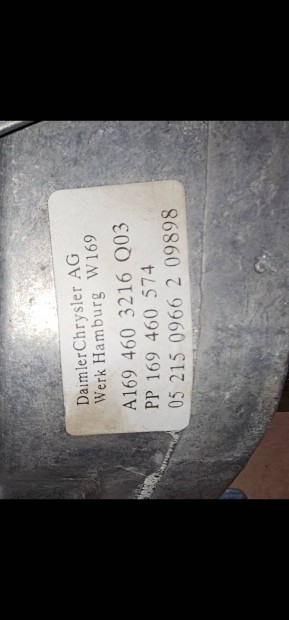 DaimlerChrysler AG
Werk Hamburg W169
A169 460 3216 Q03
PP 169 460 574
05 215 0966 2 09898